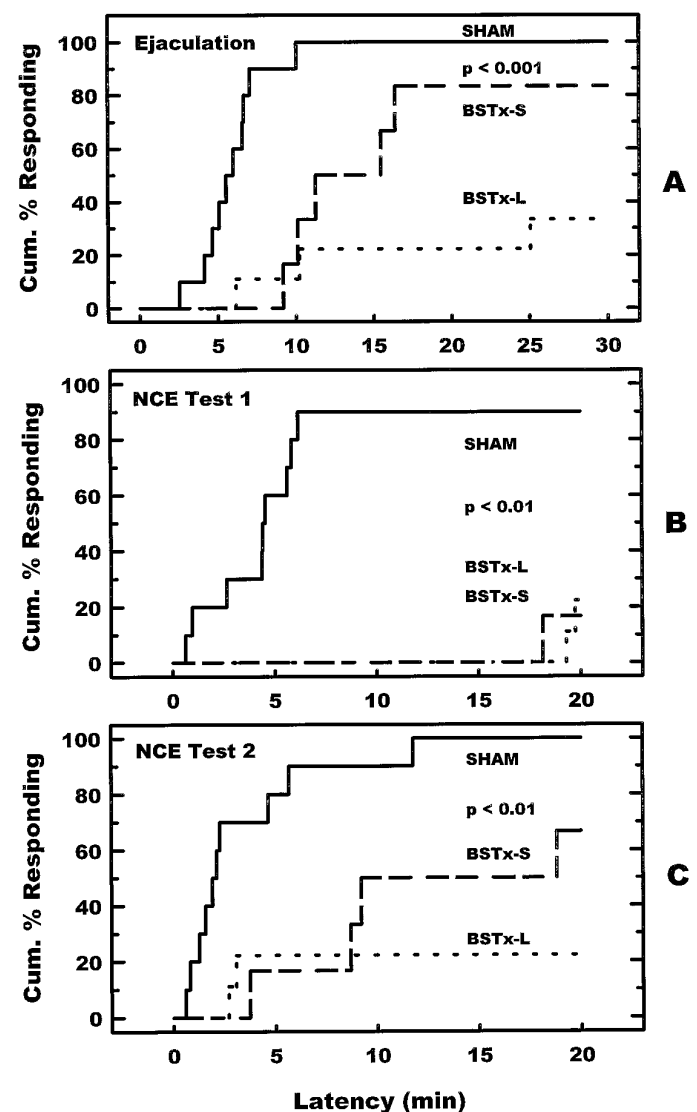 Ejaculation
SHAM
p < 0.001
BSTx-S
BSTx-L
Cum. % Responding
100
80
60
40
20
0
0 5 10 15 20 25 30
A
NCE Test 1
SHAM
p < 0.01
BSTx-L
BSTx-S
Cum. % Responding
100
80
60
40
20
0
0 5 10 15 20
B
NCE Test 2
SHAM
p < 0.01
BSTx-S
BSTx-L
Cum. % Responding
100
80
60
40
20
0
0 5 10 15 20
C
Latency (min)